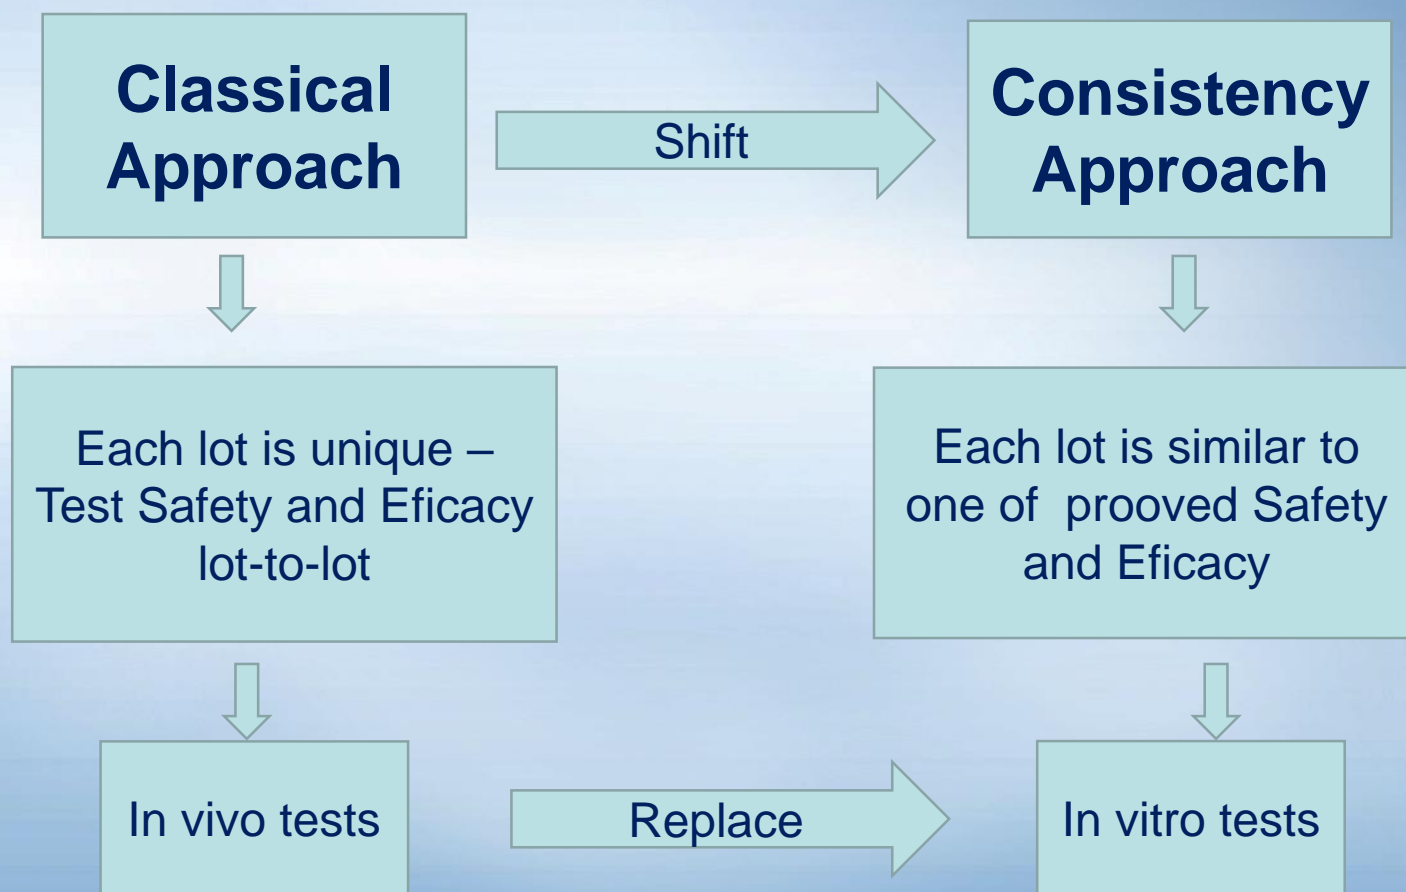 Classical
Approach
Shift
Consistency
Approach
Each lot is unique –
Test Safety and Eficacy
lot-to-lot
Each lot is similar to
one of  prooved Safety
and Eficacy
In vivo tests
Replace
In vitro tests